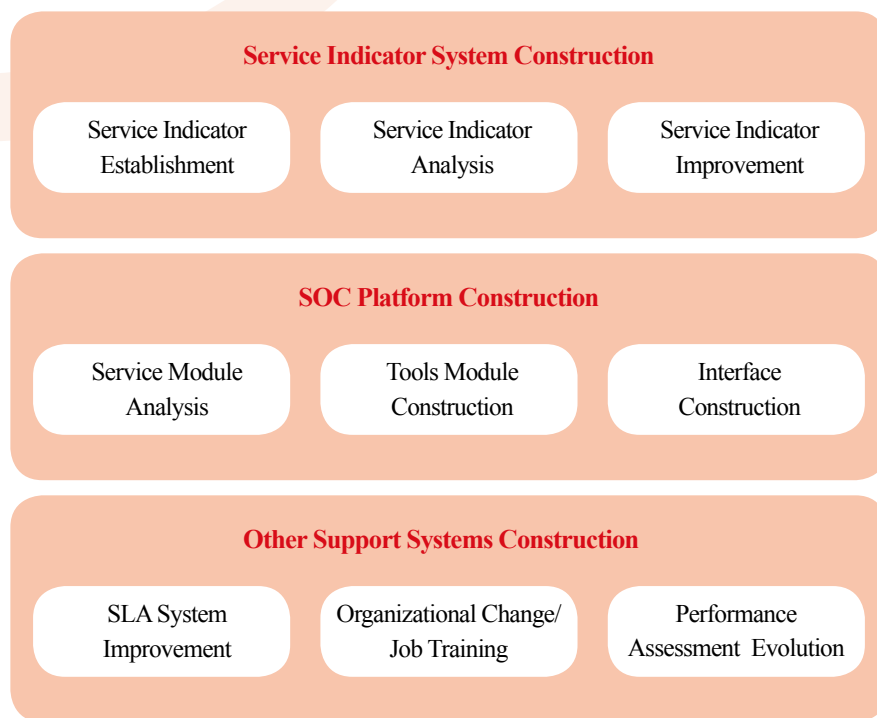 Service Indicator System Construction
Service Indicator
Establishment
Service Indicator
Analysis
Service Indicator
Improvement
SOC Platform Construction
Service Module
Analysis
Tools Module
Construction
Interface
Construction
Other Support Systems Construction
SLA System
Improvement
Organizational Change/
Job Training
Performance
Assessment Evolution